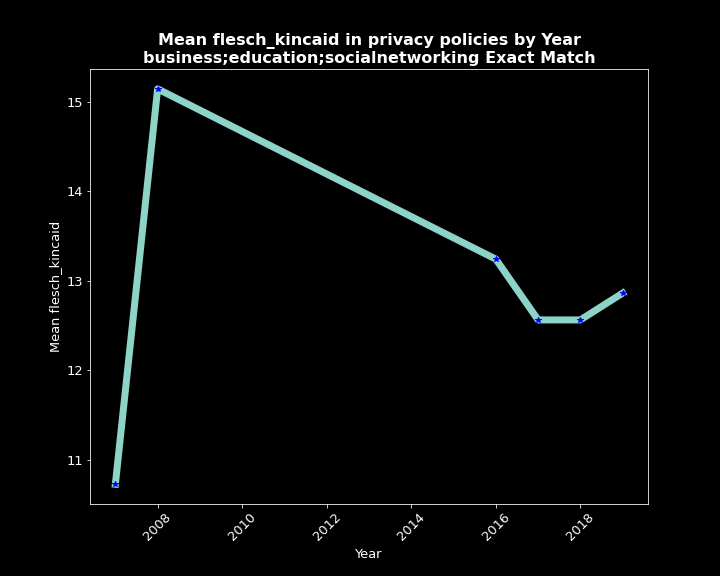 Mean flesch_kincaid in privacy policies by Year
business;education;socialnetworking Exact Match
15
14
13
12
11
Mean flesch_kincaid
2008
2010
2012
2014
2016
2018
Year